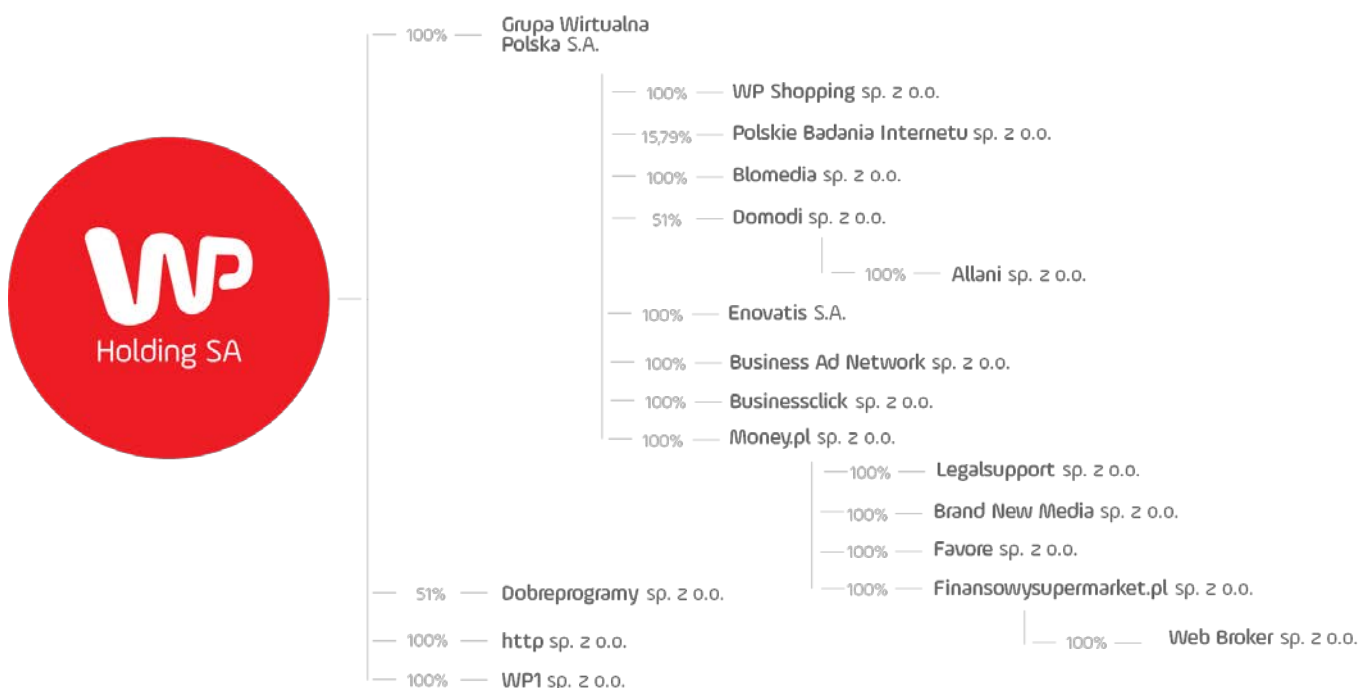 100% Grupa Wirtualna
Polska S.A.
100% WP Shopping sp. z o.o.
15,79% Polskie Badania Internetu sp. z o.o.
100% Blomedia sp. z o.o.
51% Domodi sp. z o.o.
100% Allani sp. z o.o.
WP
Holding SA
100% Enovatis S.A.
100% Business Ad Network sp. z o.o.
100% Businessclick sp. z o.o.
100% Money.pl sp. z o.o.
100% Legalsupport sp. z o.o.
100% Brand New Media sp. z o.o.
100% Favore sp. z o.o.
100% Finansowysupermarket.pl sp. z o.o.
100% Web Broker sp. z o.o.
51% Dobreprogramy sp. z o.o.
100% http sp. z o.o.
100% WP1 sp. z o.o.